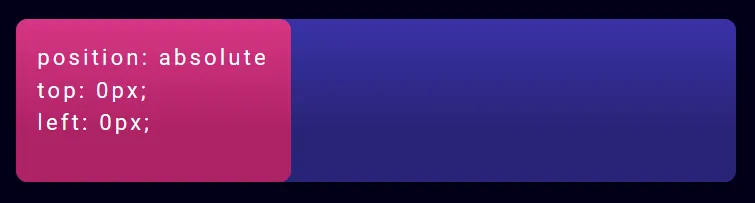 position: absolute
top: 0px;
left: 0px;